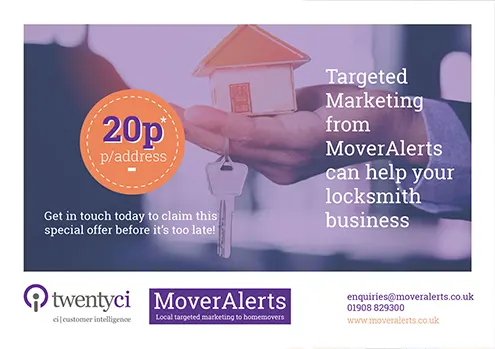 Targeted
Marketing
from
MoverAlerts
can help your
locksmith
business
20p*
p/address
Get in touch today to claim this
special offer before it's too late!
twentyci
ci|customer intelligence
MoverAlerts
Local targeted marketing to homemovers
enquiries@moveralerts.co.uk
01908 829300
www.moveralerts.co.uk